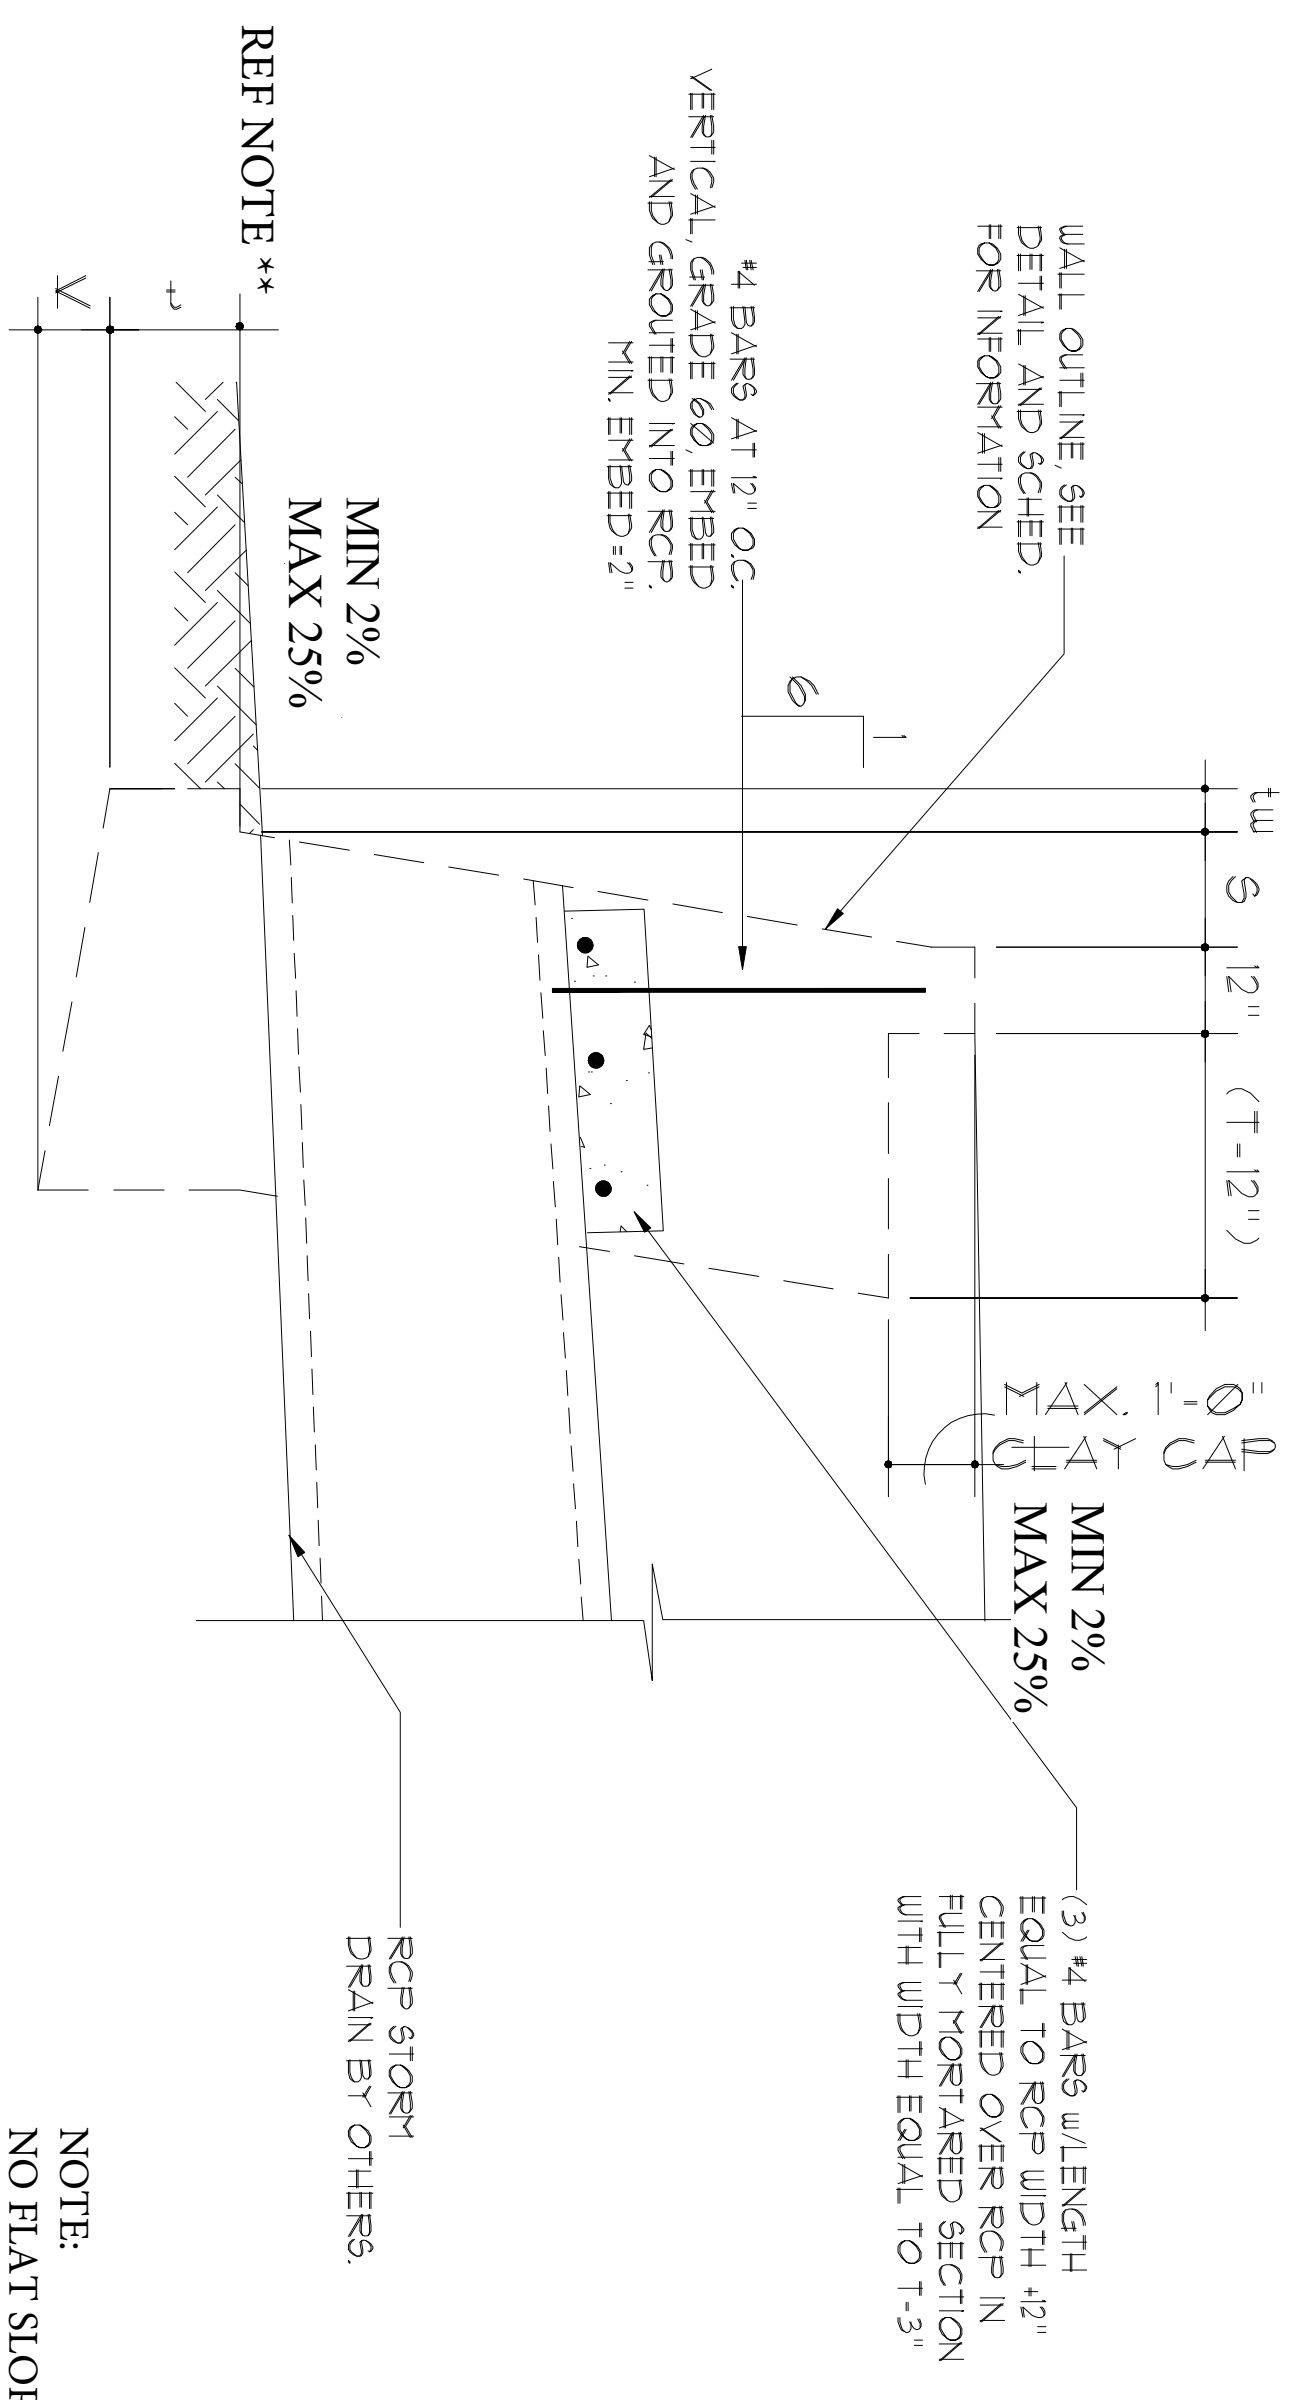 tw
S
12"
(T-12")
MAX. 1'-0"
CLAY CAP
MIN 2%
MAX 25%
WALL OUTLINE, SEE
DETAIL AND SCHED.
FOR INFORMATION
1
6
#4 BARS AT 12" O.C.
VERTICAL, GRADE 60, EMBED
AND GROUTED INTO RCP.
MIN. EMBED = 2"
(3) #4 BARS w/LENGTH
EQUAL TO RCP WIDTH +12"
CENTERED OVER RCP IN
FULLY MORTARED SECTION
WITH WIDTH EQUAL TO T-3"
MIN 2%
MAX 25%
RCP STORM
DRAIN BY OTHERS.
REF NOTE **
t
V
NOTE:
NO FLAT